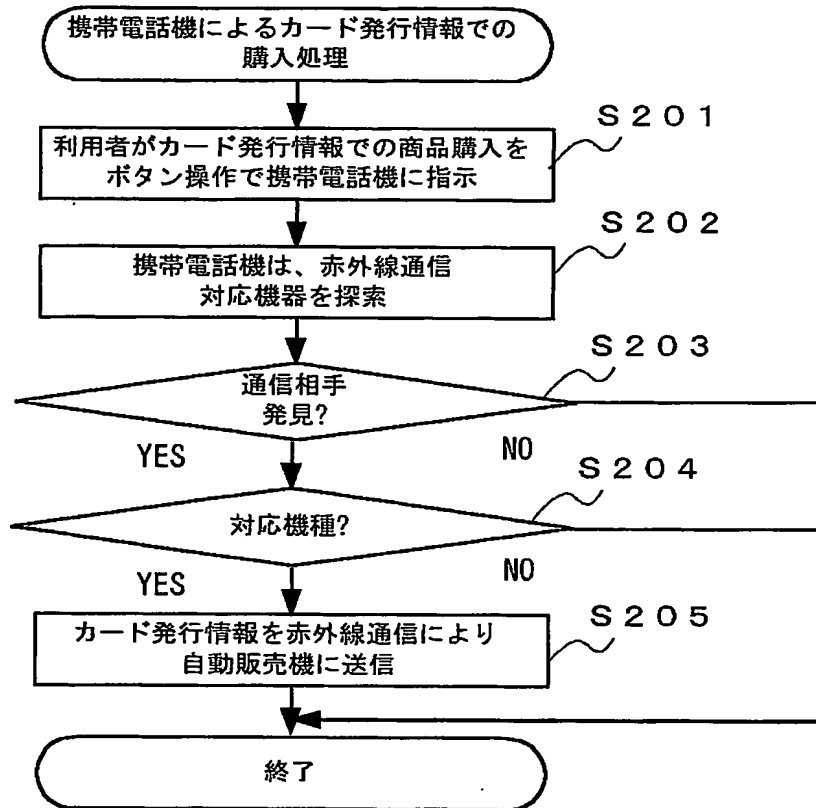 携帯電話機によるカード発行情報での
購入処理
S201
利用者がカード発行情報での商品購入を
ボタン操作で携帯電話機に指示
S202
携帯電話機は、赤外線通信
対応機器を探索
S203
通信相手
発見?
YES
NO
S204
対応機種?
YES
NO
S205
カード発行情報を赤外線通信により
自動販売機に送信
終了